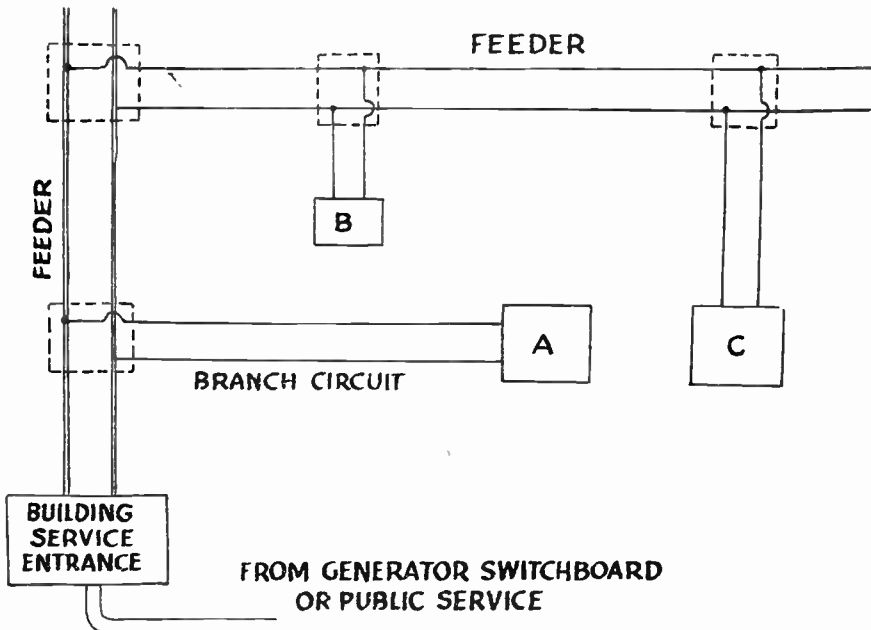 FEEDER
B
FEEDER
A
C
BRANCH CIRCUIT
BUILDING
SERVICE
ENTRANCE
FROM GENERATOR SWITCHBOARD
OR PUBLIC SERVICE